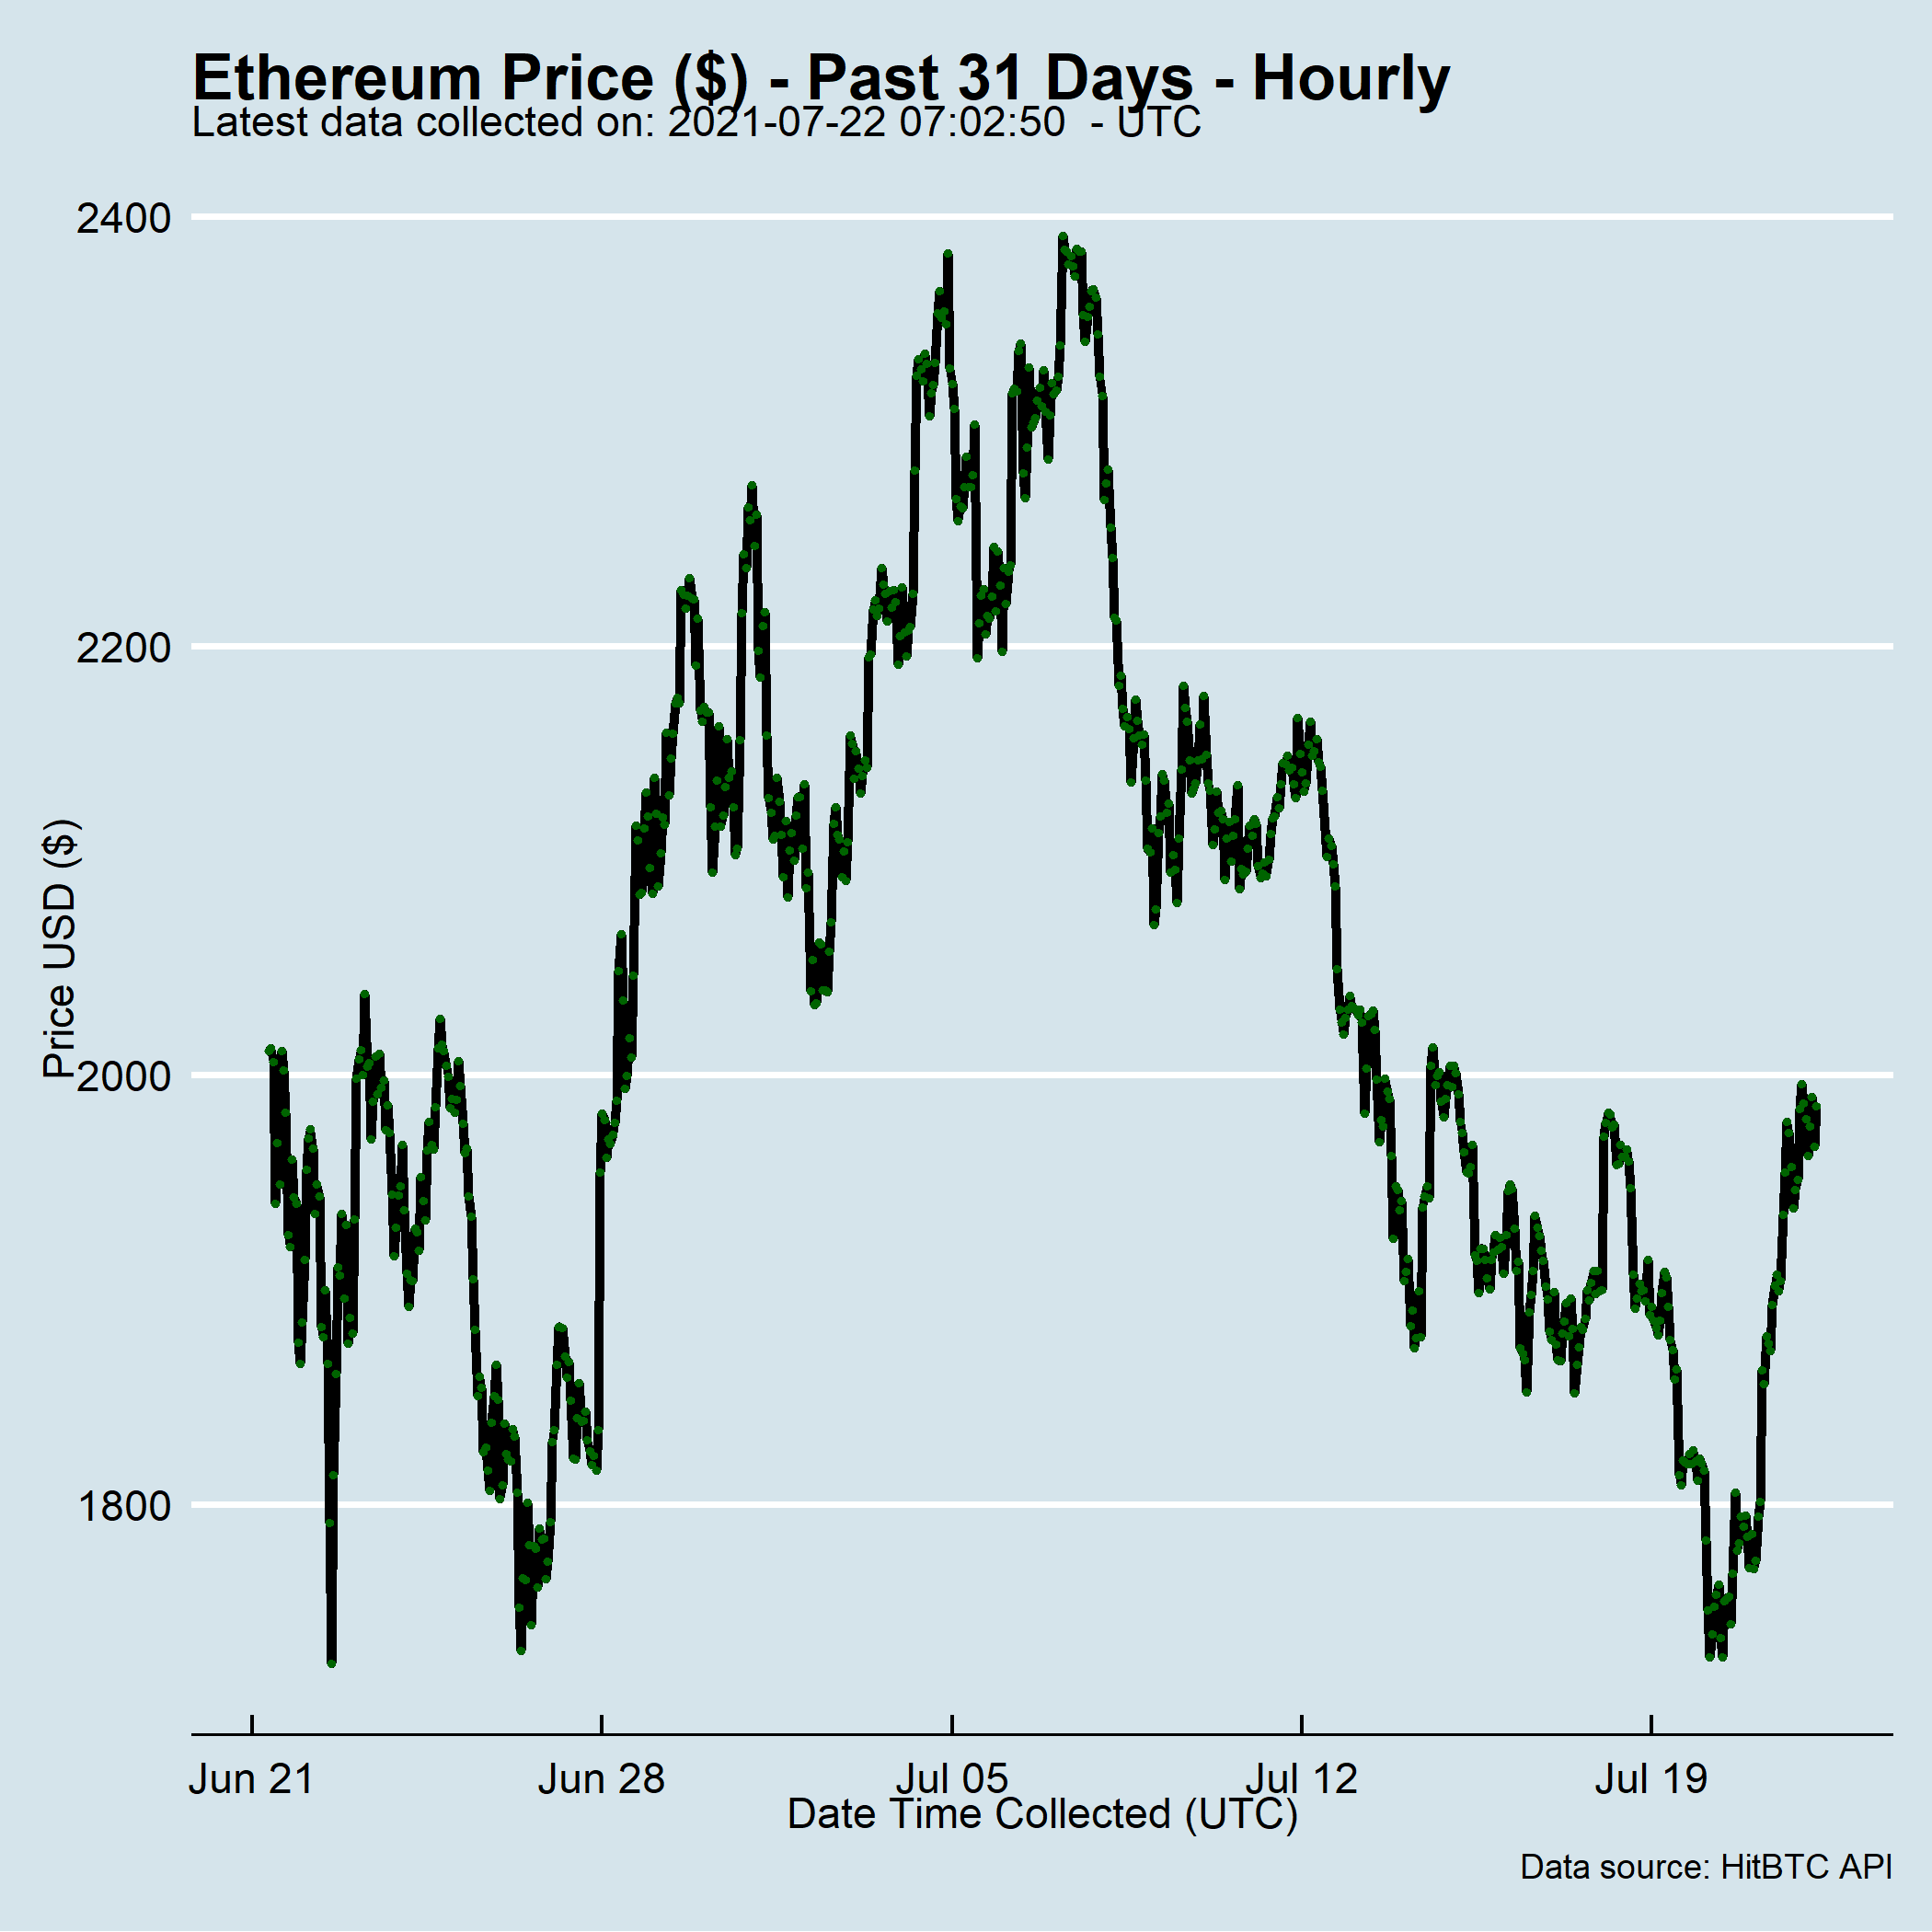 Ethereum Price ($) - Past 31 Days - Hourly
Latest data collected on: 2021-07-22 07:02:50  - UTC
2400
2200
2000
1800
Price USD ($)
Jun 21
Jun 28
Jul 05
Jul 12
Jul 19
Date Time Collected (UTC)
Data source: HitBTC API